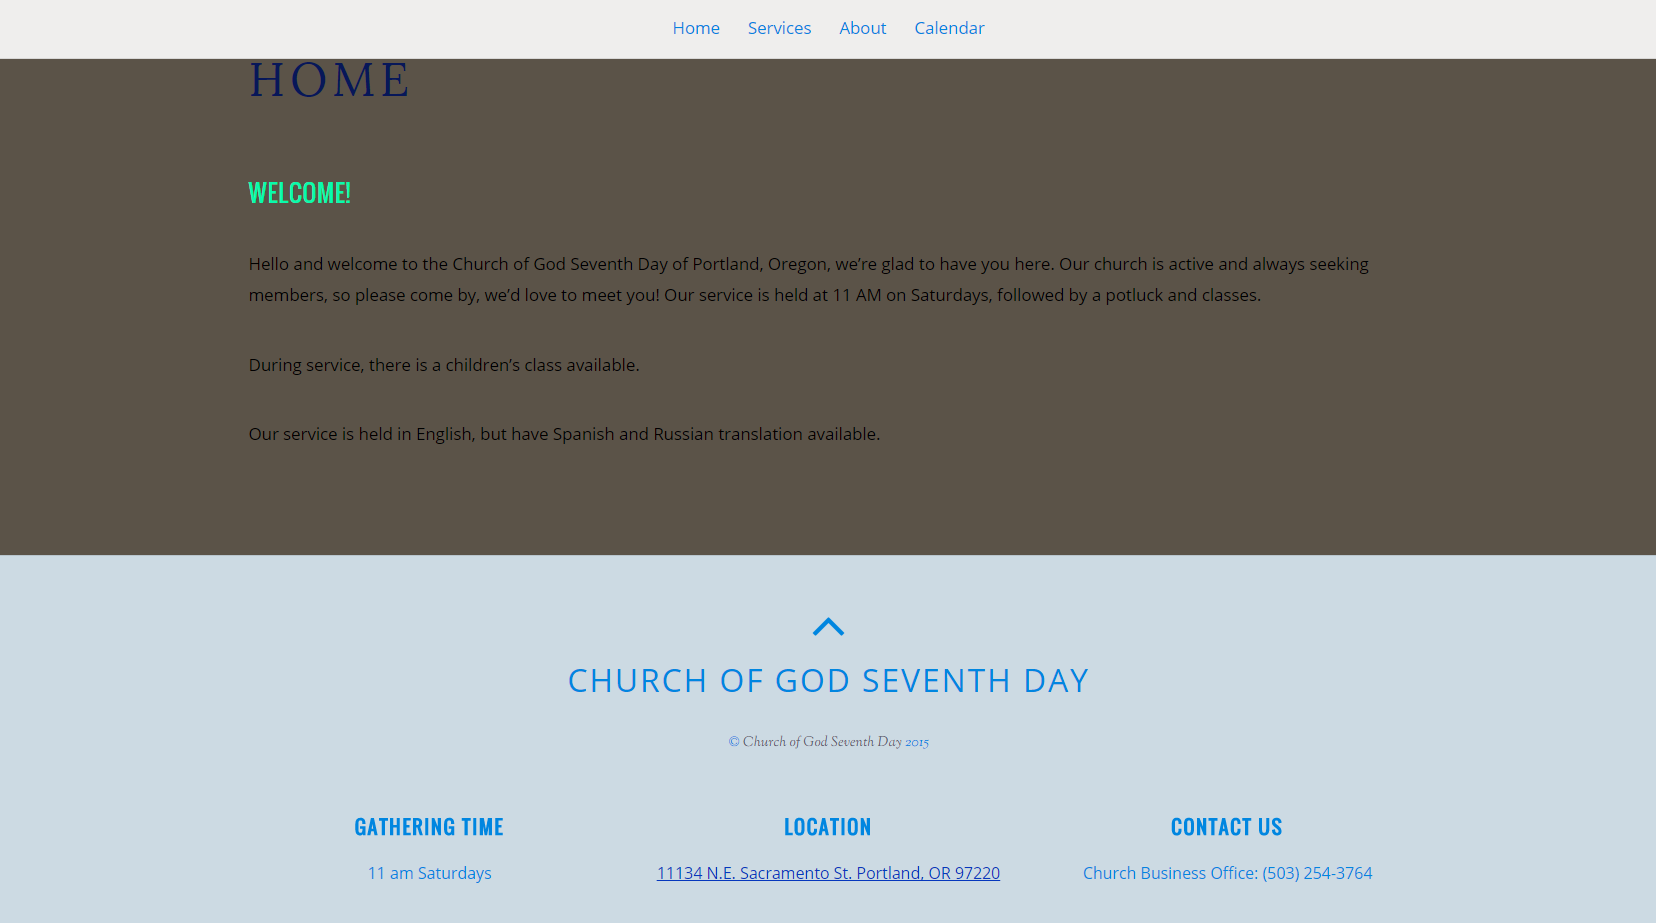 Home Services About Calendar
HOME
WELCOME!
Hello and welcome to the Church of God Seventh Day of Portland, Oregon, we’re glad to have you here. Our church is active and always seeking
members, so please come by, we’d love to meet you! Our service is held at 11 AM on Saturdays, followed by a potluck and classes.
During service, there is a children’s class available.
Our service is held in English, but have Spanish and Russian translation available.
CHURCH OF GOD SEVENTH DAY
© Church of God Seventh Day 2015
GATHERING TIME
11 am Saturdays
LOCATION
11134 N.E. Sacramento St. Portland, OR 97220
CONTACT US
Church Business Office: (503) 254-3764